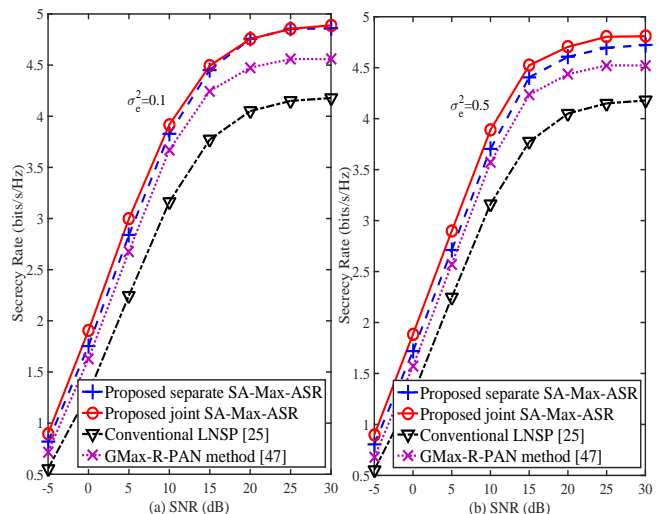 5
4.5
4
3.5
3
2.5
2
1.5
1
0.5
Secrecy Rate (bits/s/Hz)
σ²ₑ=0.1
Proposed separate SA-Max-ASR
Proposed joint SA-Max-ASR
Conventional LNSP [25]
GMax-R-PAN method [47]
-5 0 5 10 15 20 25 30
(a) SNR (dB)
5
4.5
4
3.5
3
2.5
2
1.5
1
0.5
Secrecy Rate (bits/s/Hz)
σ²ₑ=0.5
Proposed separate SA-Max-ASR
Proposed joint SA-Max-ASR
Conventional LNSP [25]
GMax-R-PAN method [47]
-5 0 5 10 15 20 25 30
(b) SNR (dB)